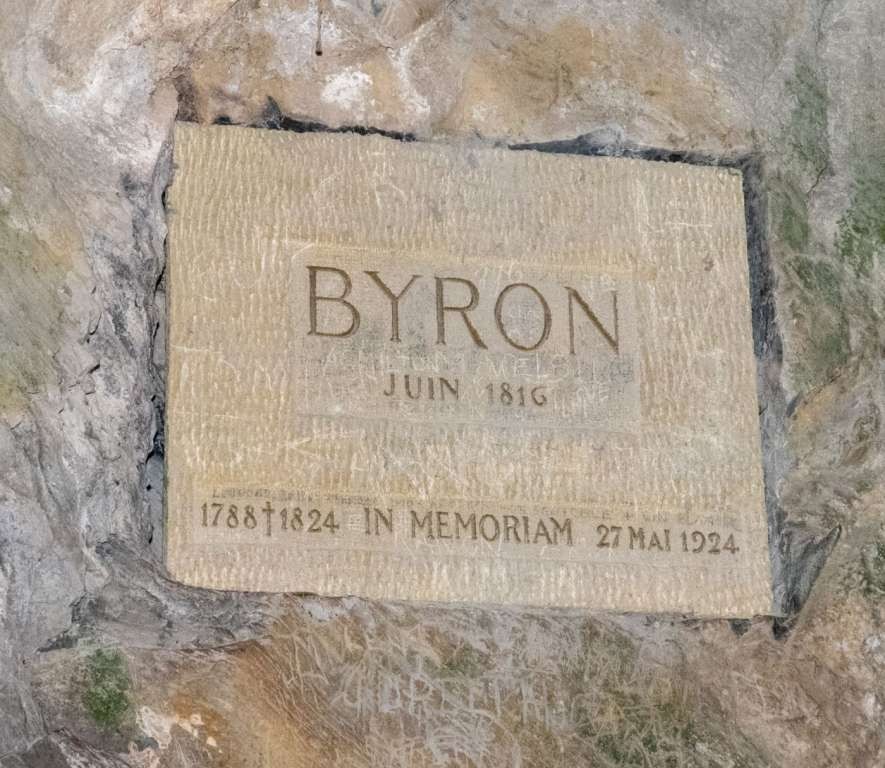 BYRON
JUIN 1816
1788†1824 IN MEMORIAM 27 MAI 1924.